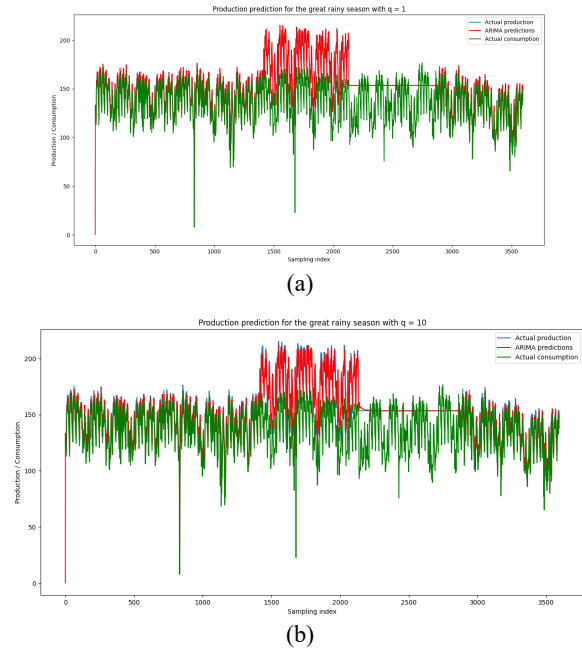 Production prediction for the great rainy season with q = 1
Actual production
ARIMA predictions
Actual consumption
200
150
100
50
0
Production / Consumption
0 500 1000 1500 2000 2500 3000 3500
Sampling index
(a)
Production prediction for the great rainy season with q = 10
Actual production
ARIMA predictions
Actual consumption
200
150
100
50
0
Production / Consumption
0 500 1000 1500 2000 2500 3000 3500
Sampling index
(b)